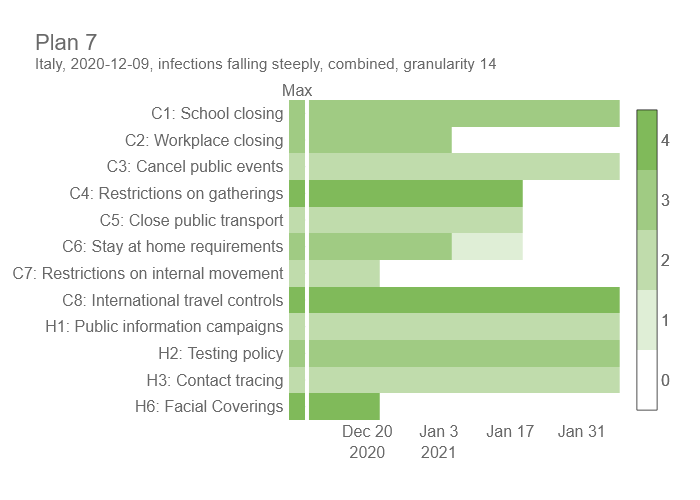 Plan 7
Italy, 2020-12-09, infections falling steeply, combined, granularity 14
Max
C1: School closing
C2: Workplace closing
C3: Cancel public events
C4: Restrictions on gatherings
C5: Close public transport
C6: Stay at home requirements
C7: Restrictions on internal movement
C8: International travel controls
H1: Public information campaigns
H2: Testing policy
H3: Contact tracing
H6: Facial Coverings
4
3
2
1
0
Dec 20 Jan 3 Jan 17 Jan 31
2020 2021